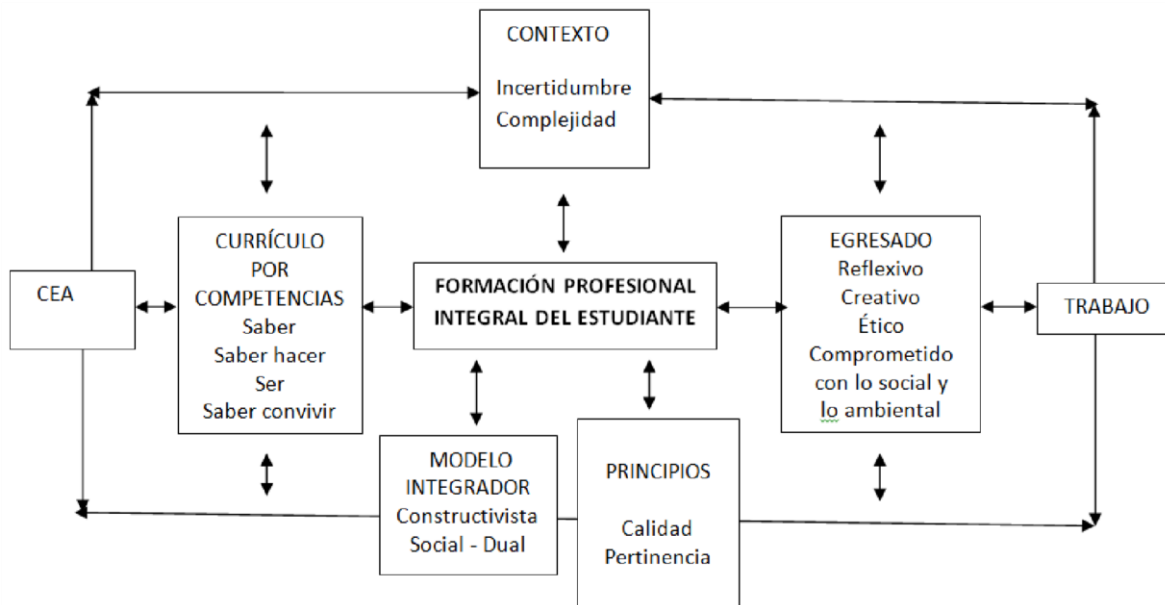 CONTEXTO
Incertidumbre
Complejidad
CEA
CURRÍCULO
POR
COMPETENCIAS
Saber
Saber hacer
Ser
Saber convivir
FORMACIÓN PROFESIONAL
INTEGRAL DEL ESTUDIANTE
EGRESADO
Reflexivo
Creativo
Ético
Comprometido
con lo social y
lo ambiental
TRABAJO
MODELO
INTEGRADOR
Constructivista
Social - Dual
PRINCIPIOS
Calidad
Pertinencia